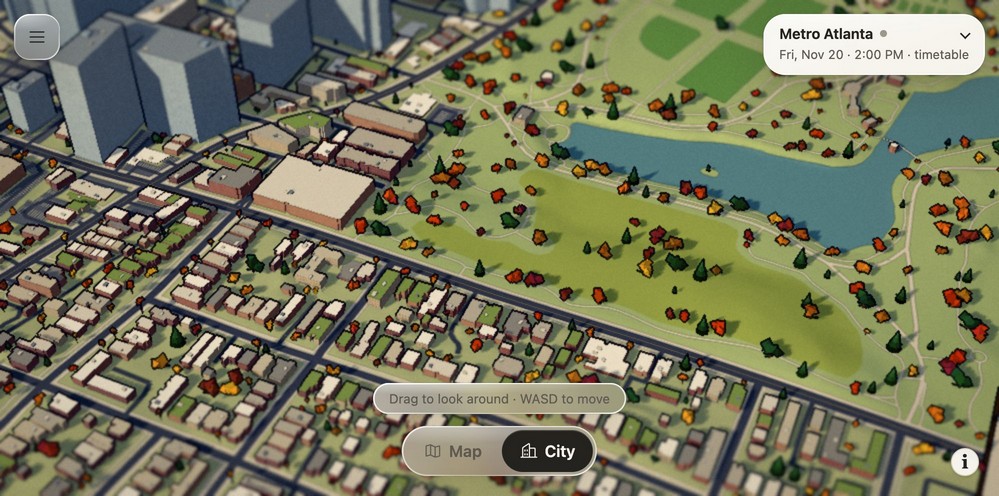 Metro Atlanta
Fri, Nov 20 · 2:00 PM · timetable
Drag to look around · WASD to move
Map
City
i